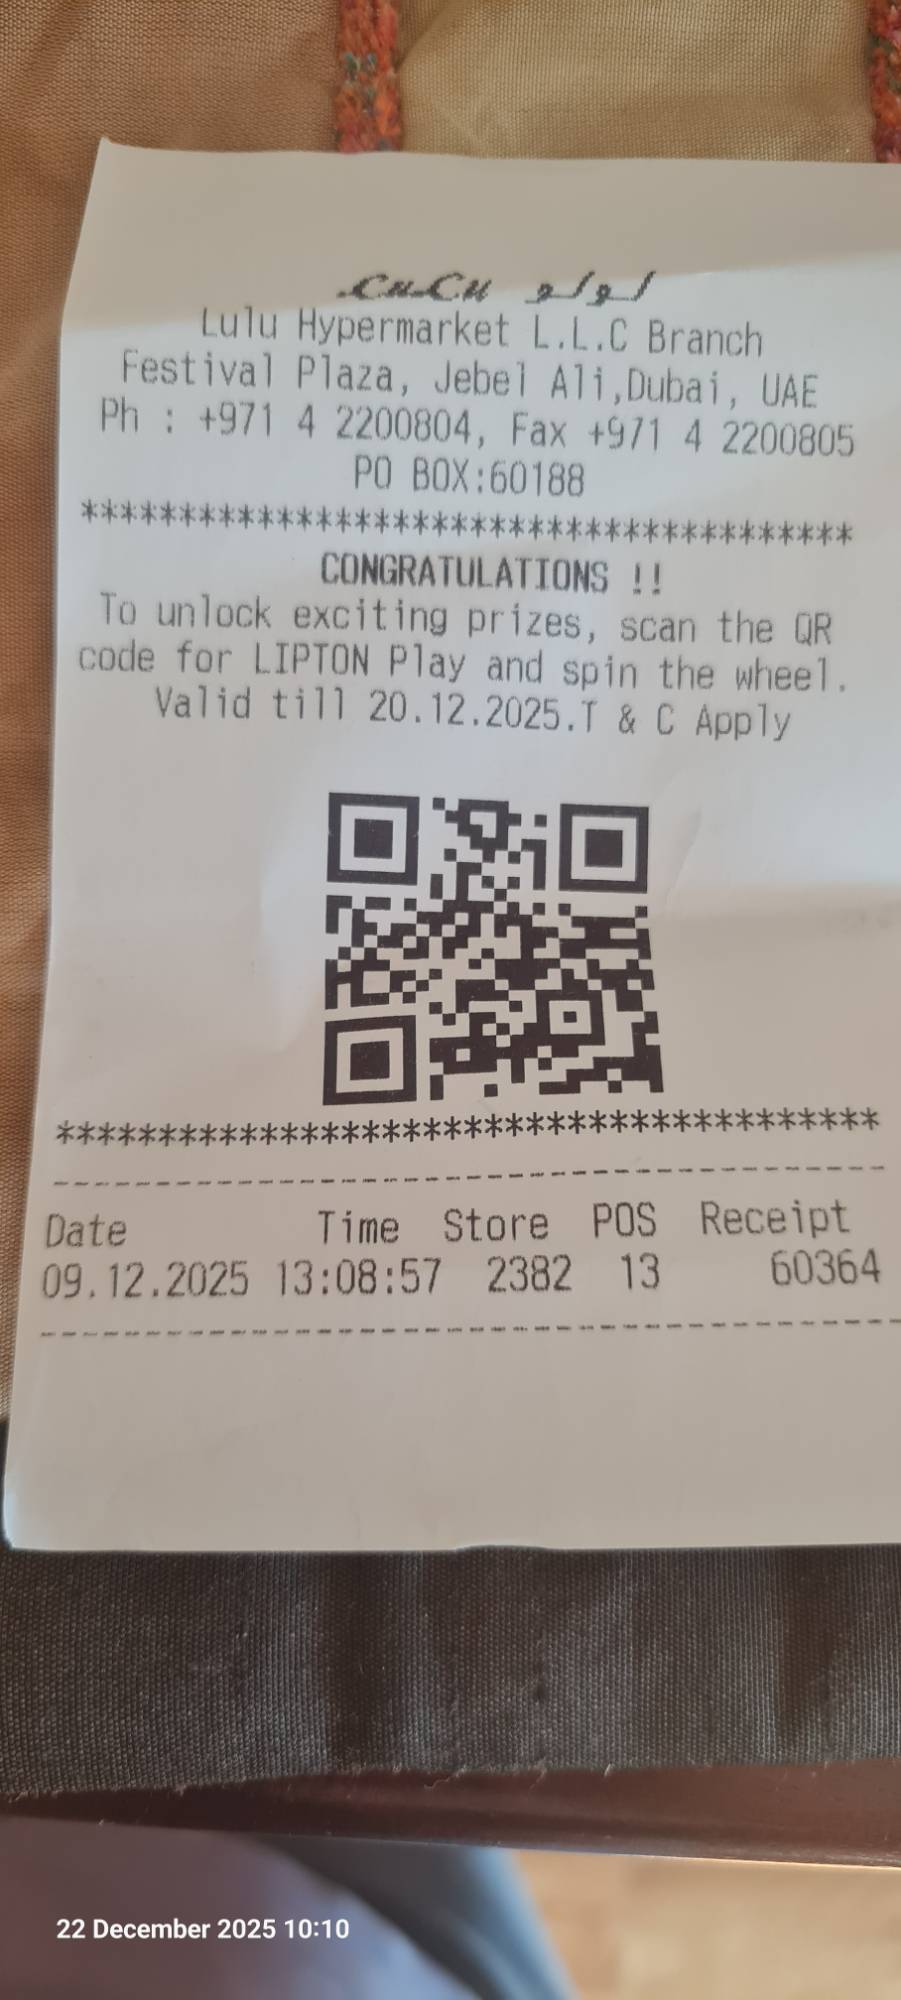 LuLu لولو
Lulu Hypermarket L.L.C Branch
Festival Plaza, Jebel Ali,Dubai, UAE
Ph : +971 4 2200804, Fax +971 4 2200805
PO BOX:60188
***************************************
CONGRATULATIONS !!
To unlock exciting prizes, scan the QR
code for LIPTON Play and spin the wheel.
Valid till 20.12.2025.T & C Apply
****************************************
----------------------------------------
Date Time Store POS Receipt
09.12.2025 13:08:57 2382 13 60364
----------------------------------------
22 December 2025 10:10